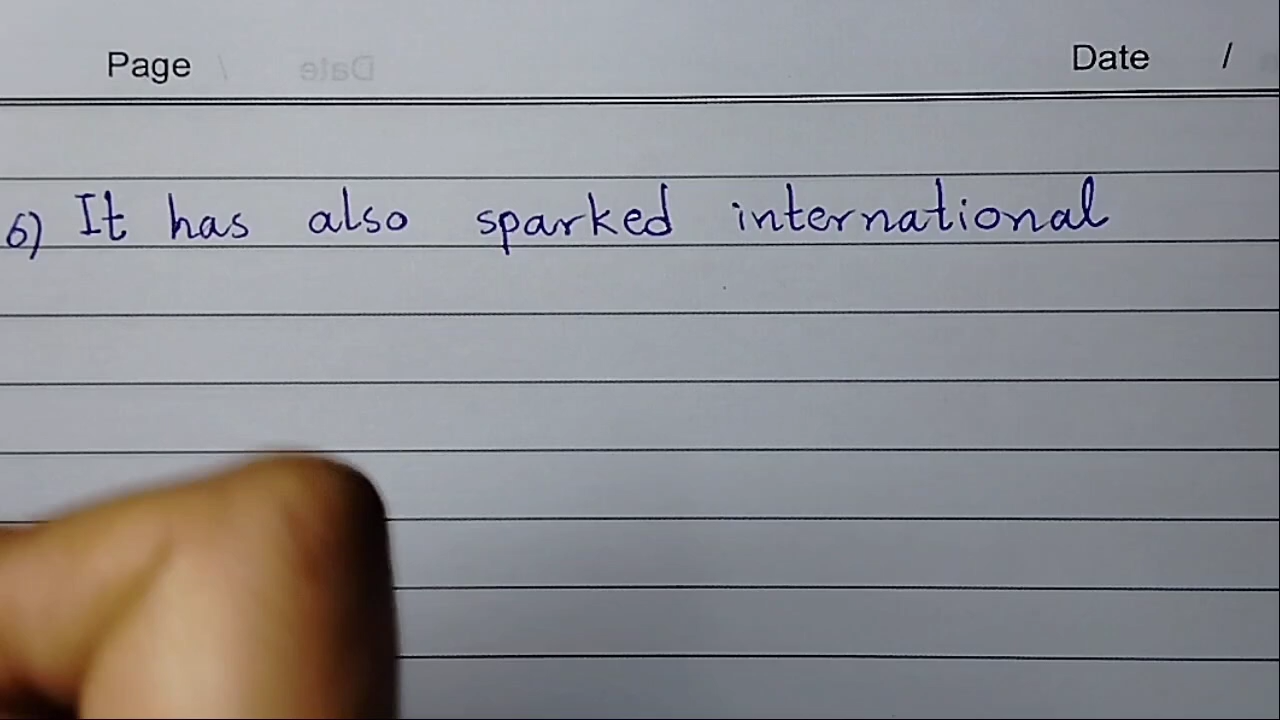 Page Date /
6) It has also sparked international